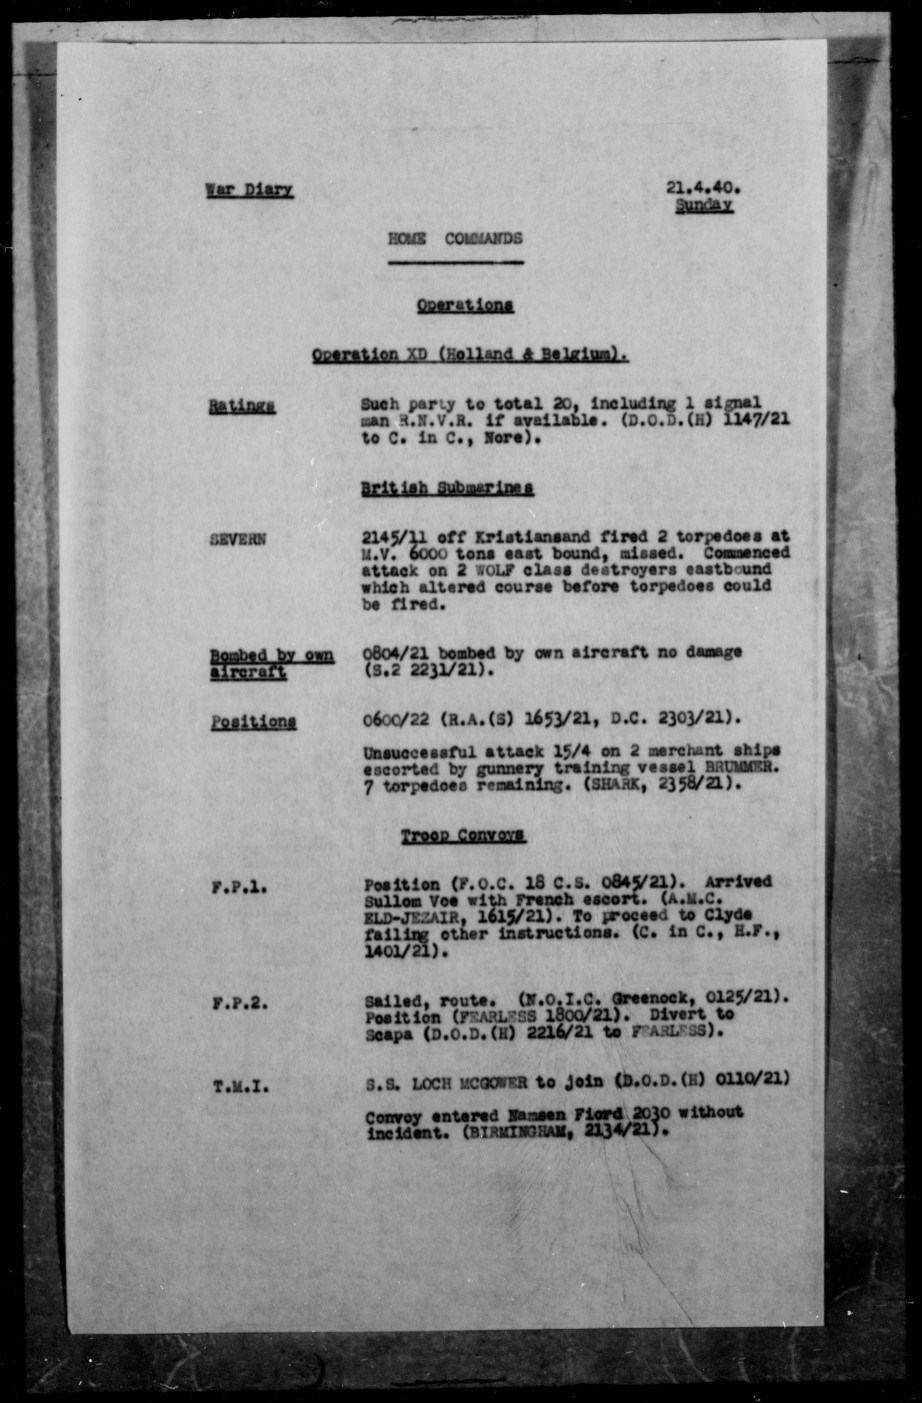 War Diary
21.4.40.
Sunday
HOME COMMANDS
Operations
Operation XD (Holland & Belgium).
Ratings
Such party to total 20, including 1 signal
man R.N.V.R. if available. (D.O.D.(H) 1147/21
to C. in C., Nore).
British Submarines
SEVERN
2145/11 off Kristiansand fired 2 torpedoes at
M.V. 6000 tons east bound, missed. Commenced
attack on 2 WOLF class destroyers eastbound
which altered course before torpedoes could
be fired.
Bombed by own
aircraft
0804/21 bombed by own aircraft no damage
(S.2 2231/21).
Positions
0600/22 (R.A.(S) 1653/21, D.C. 2303/21).
Unsuccessful attack 15/4 on 2 merchant ships
escorted by gunnery training vessel BRUMMER.
7 torpedoes remaining. (SHARK, 2358/21).
Troop Convoys
F.P.1.
Position (F.O.C. 18 C.S. 0845/21). Arrived
Sullom Voe with French escort. (A.M.C.
ELD-JEZAIR, 1615/21). To proceed to Clyde
failing other instructions. (C. in C., H.F.,
1401/21).
F.P.2.
Sailed, route. (N.O.I.C. Greenock, 0125/21).
Position (FEARLESS 1800/21). Divert to
Scapa (D.O.D.(H) 2216/21 to FEARLESS).
T.M.I.
S.S. LOCH MCGOWER to join (D.O.D.(H) 0110/21)
Convoy entered Namsen Fiord 2030 without
incident. (BIRMINGHAM, 2134/21).